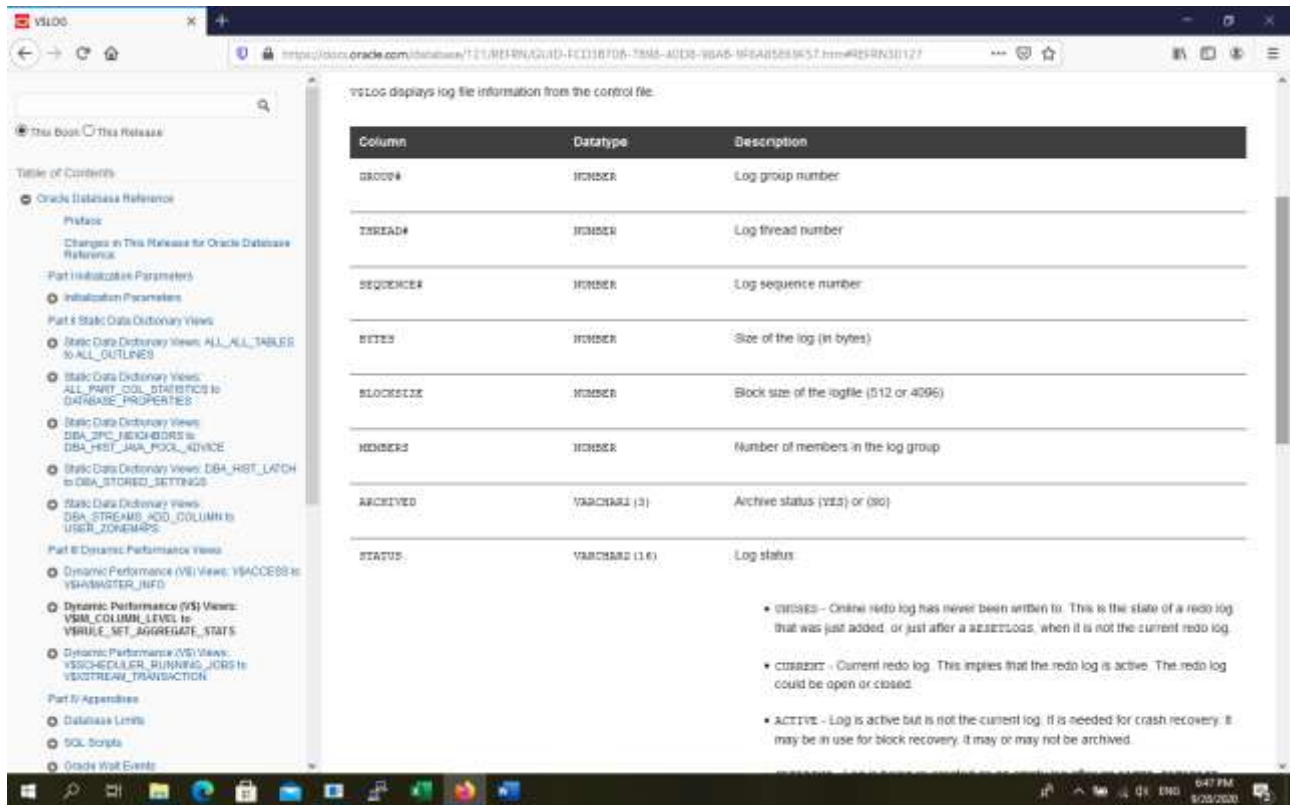 V$LOG
https://docs.oracle.com/database/121/REFRN/
This Book This Release
Table of Contents
Oracle Database Reference
Preface
Changes in This Release for Oracle Database
Reference
Part I Initialization Parameters
Initialization Parameters
Part II Static Data Dictionary Views
Static Data Dictionary Views: ALL_ALL_TABLES
to ALL_OUTLINES
Static Data Dictionary Views:
ALL_PART_COL_STATISTICS to
DATABASE_PROPERTIES
Static Data Dictionary Views:
DBA_2PC_NEIGHBORS to
DBA_HIST_JAVA_POOL_ADVICE
Static Data Dictionary Views: DBA_HIST_LATCH
to DBA_STORED_SETTINGS
Static Data Dictionary Views:
DBA_STREAMS_ADD_COLUMN to
USER_ZONEMAPS
Part III Dynamic Performance Views
Dynamic Performance (V$) Views: V$ACCESS to
V$HVMASTER_INFO
Dynamic Performance (V$) Views:
V$IM_COLUMN_LEVEL to
V$RULE_SET_AGGREGATE_STATS
Dynamic Performance (V$) Views:
V$SCHEDULER_RUNNING_JOBS to
V$XSTREAM_TRANSACTION
Part IV Appendixes
Database Limits
SQL Scripts
Oracle Wait Events
V$LOG displays log file information from the control file.
Column Datatype Description
GROUP# NUMBER Log group number
THREAD# NUMBER Log thread number
SEQUENCE# NUMBER Log sequence number
BYTES NUMBER Size of the log (in bytes)
BLOCKSIZE NUMBER Block size of the logfile (512 or 4096)
MEMBERS NUMBER Number of members in the log group
ARCHIVED VARCHAR2 (3) Archive status (YES) or (NO)
STATUS VARCHAR2 (16) Log status:
• UNUSED - Online redo log has never been written to. This is the state of a redo log
that was just added, or just after a RESETLOGS, when it is not the current redo log.
• CURRENT - Current redo log. This implies that the redo log is active. The redo log
could be open or closed.
• ACTIVE - Log is active but is not the current log. It is needed for crash recovery. It
may be in use for block recovery. It may or may not be archived.
ENG
6:47 PM
9/28/2020